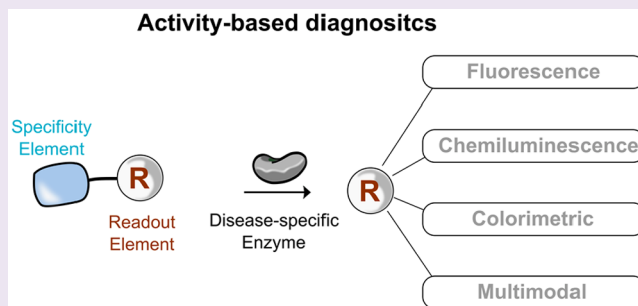 Activity-based diagnositcs
Specificity
Element
R
Readout
Element
Disease-specific
Enzyme
R
Fluorescence
Chemiluminescence
Colorimetric
Multimodal